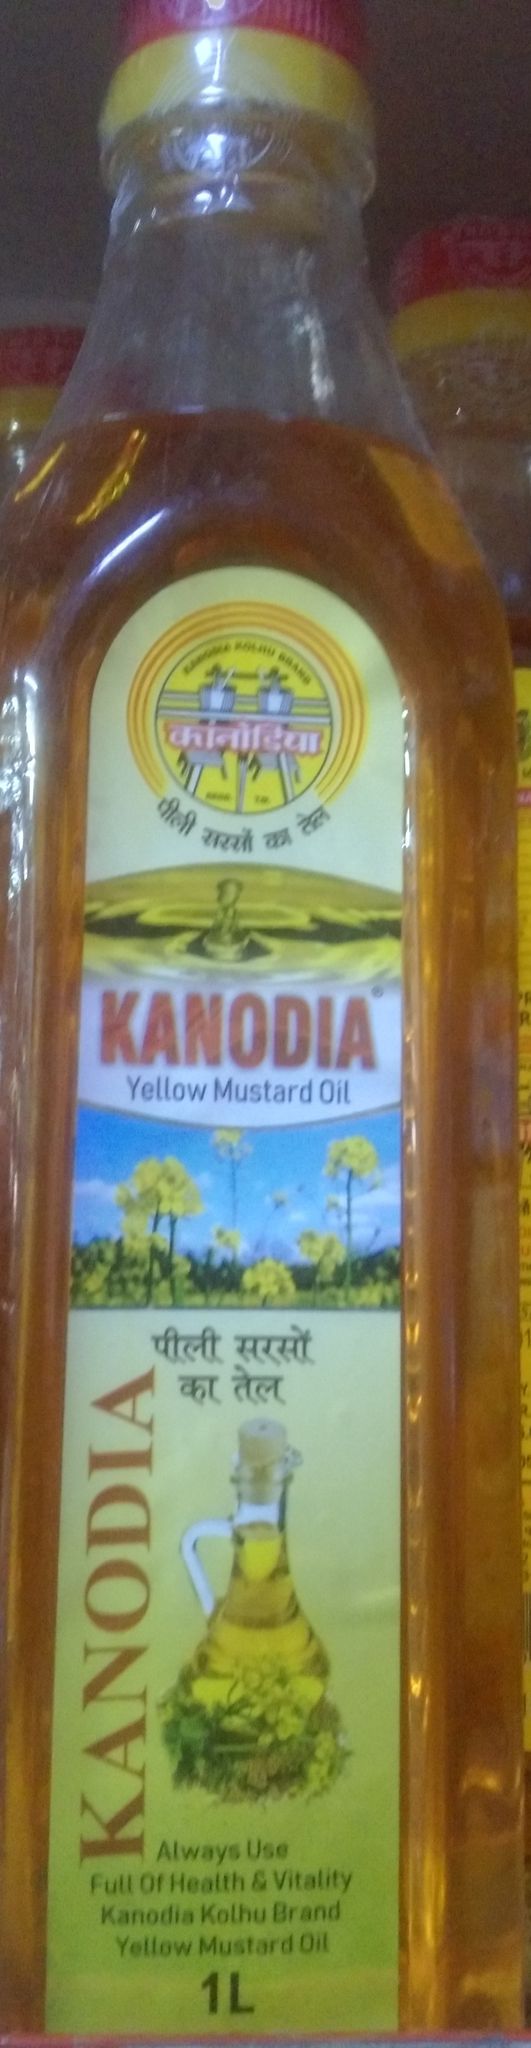 KANODIA KOLHU BRAND
कानोडिया
REGD. T.M.
पीली सरसों का तेल
KANODIA®
Yellow Mustard Oil
पीली सरसों
का तेल
KANODIA
Always Use
Full Of Health & Vitality
Kanodia Kolhu Brand
Yellow Mustard Oil
1L